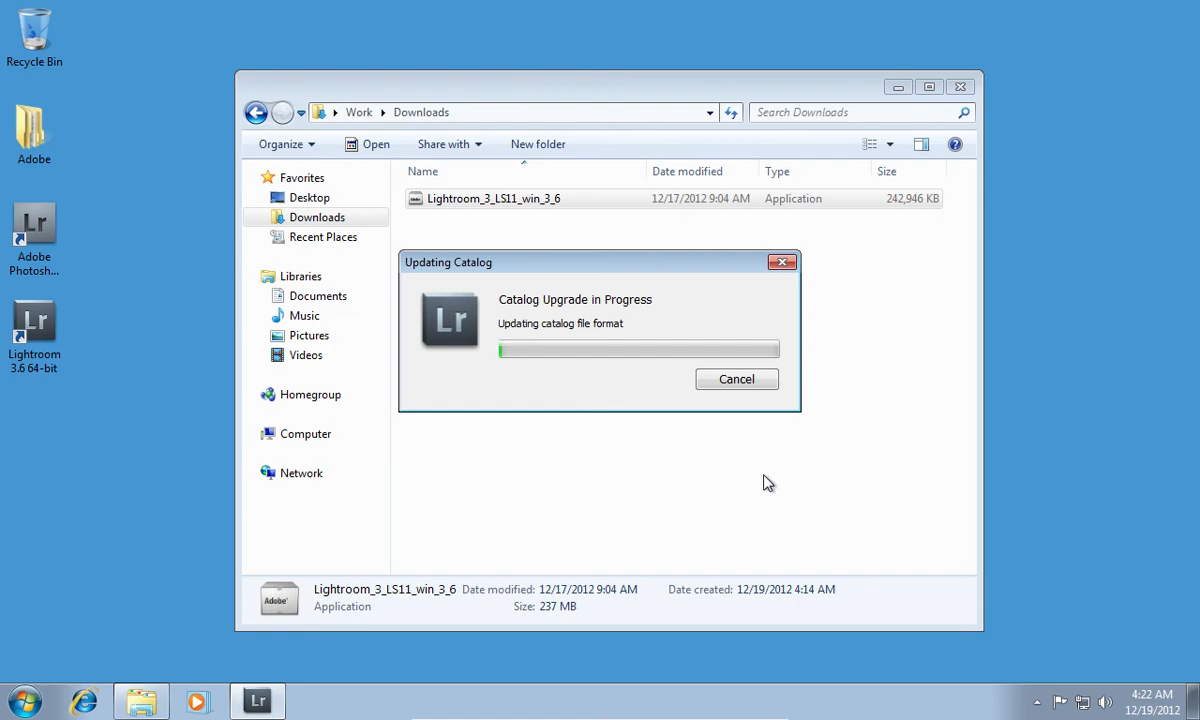 Recycle Bin
Adobe
Lr
Adobe
Photosh...
Lr
Lightroom
3.6 64-bit
Work Downloads
Search Downloads
Organize Open Share with New folder
Name Date modified Type Size
Favorites
Desktop
Downloads
Recent Places
Libraries
Documents
Music
Pictures
Videos
Homegroup
Computer
Network
Lightroom_3_LS11_win_3_6 12/17/2012 9:04 AM Application 242,946 KB
Updating Catalog
Lr
Catalog Upgrade in Progress
Updating catalog file format
Cancel
Adobe
Lightroom_3_LS11_win_3_6 Date modified: 12/17/2012 9:04 AM Date created: 12/19/2012 4:14 AM
Application Size: 237 MB
Lr
4:22 AM
12/19/2012